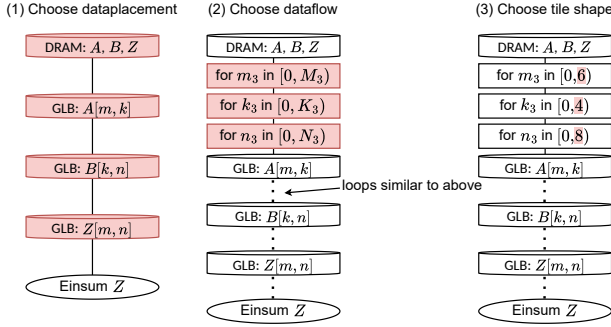 (1) Choose dataplacement
DRAM: A, B, Z
GLB: A[m, k]
GLB: B[k, n]
GLB: Z[m, n]
Einsum Z
(2) Choose dataflow
DRAM: A, B, Z
for m₃ in [0, M₃)
for k₃ in [0, K₃)
for n₃ in [0, N₃)
GLB: A[m, k]
loops similar to above
GLB: B[k, n]
GLB: Z[m, n]
Einsum Z
(3) Choose tile shape
DRAM: A, B, Z
for m₃ in [0,6)
for k₃ in [0,4)
for n₃ in [0,8)
GLB: A[m, k]
GLB: B[k, n]
GLB: Z[m, n]
Einsum Z